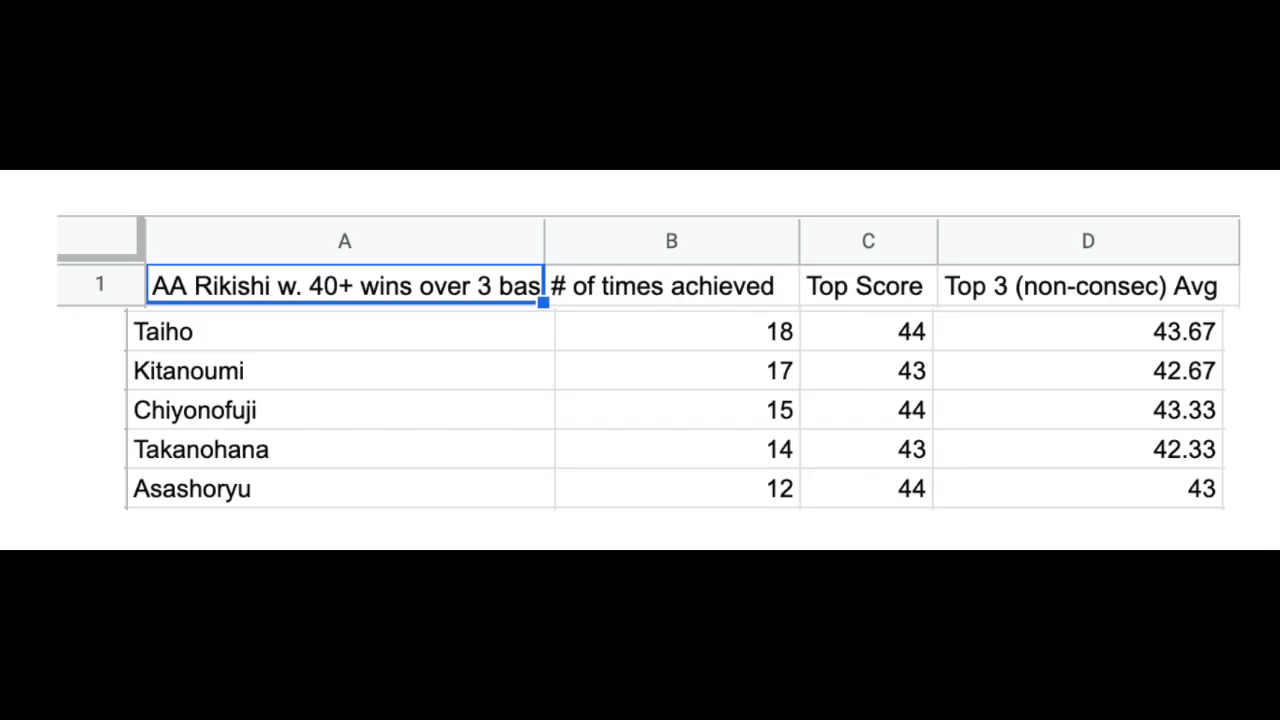 A B C D
1 AA Rikishi w. 40+ wins over 3 bas # of times achieved Top Score Top 3 (non-consec) Avg
Taiho 18 44 43.67
Kitanoumi 17 43 42.67
Chiyonofuji 15 44 43.33
Takanohana 14 43 42.33
Asashoryu 12 44 43